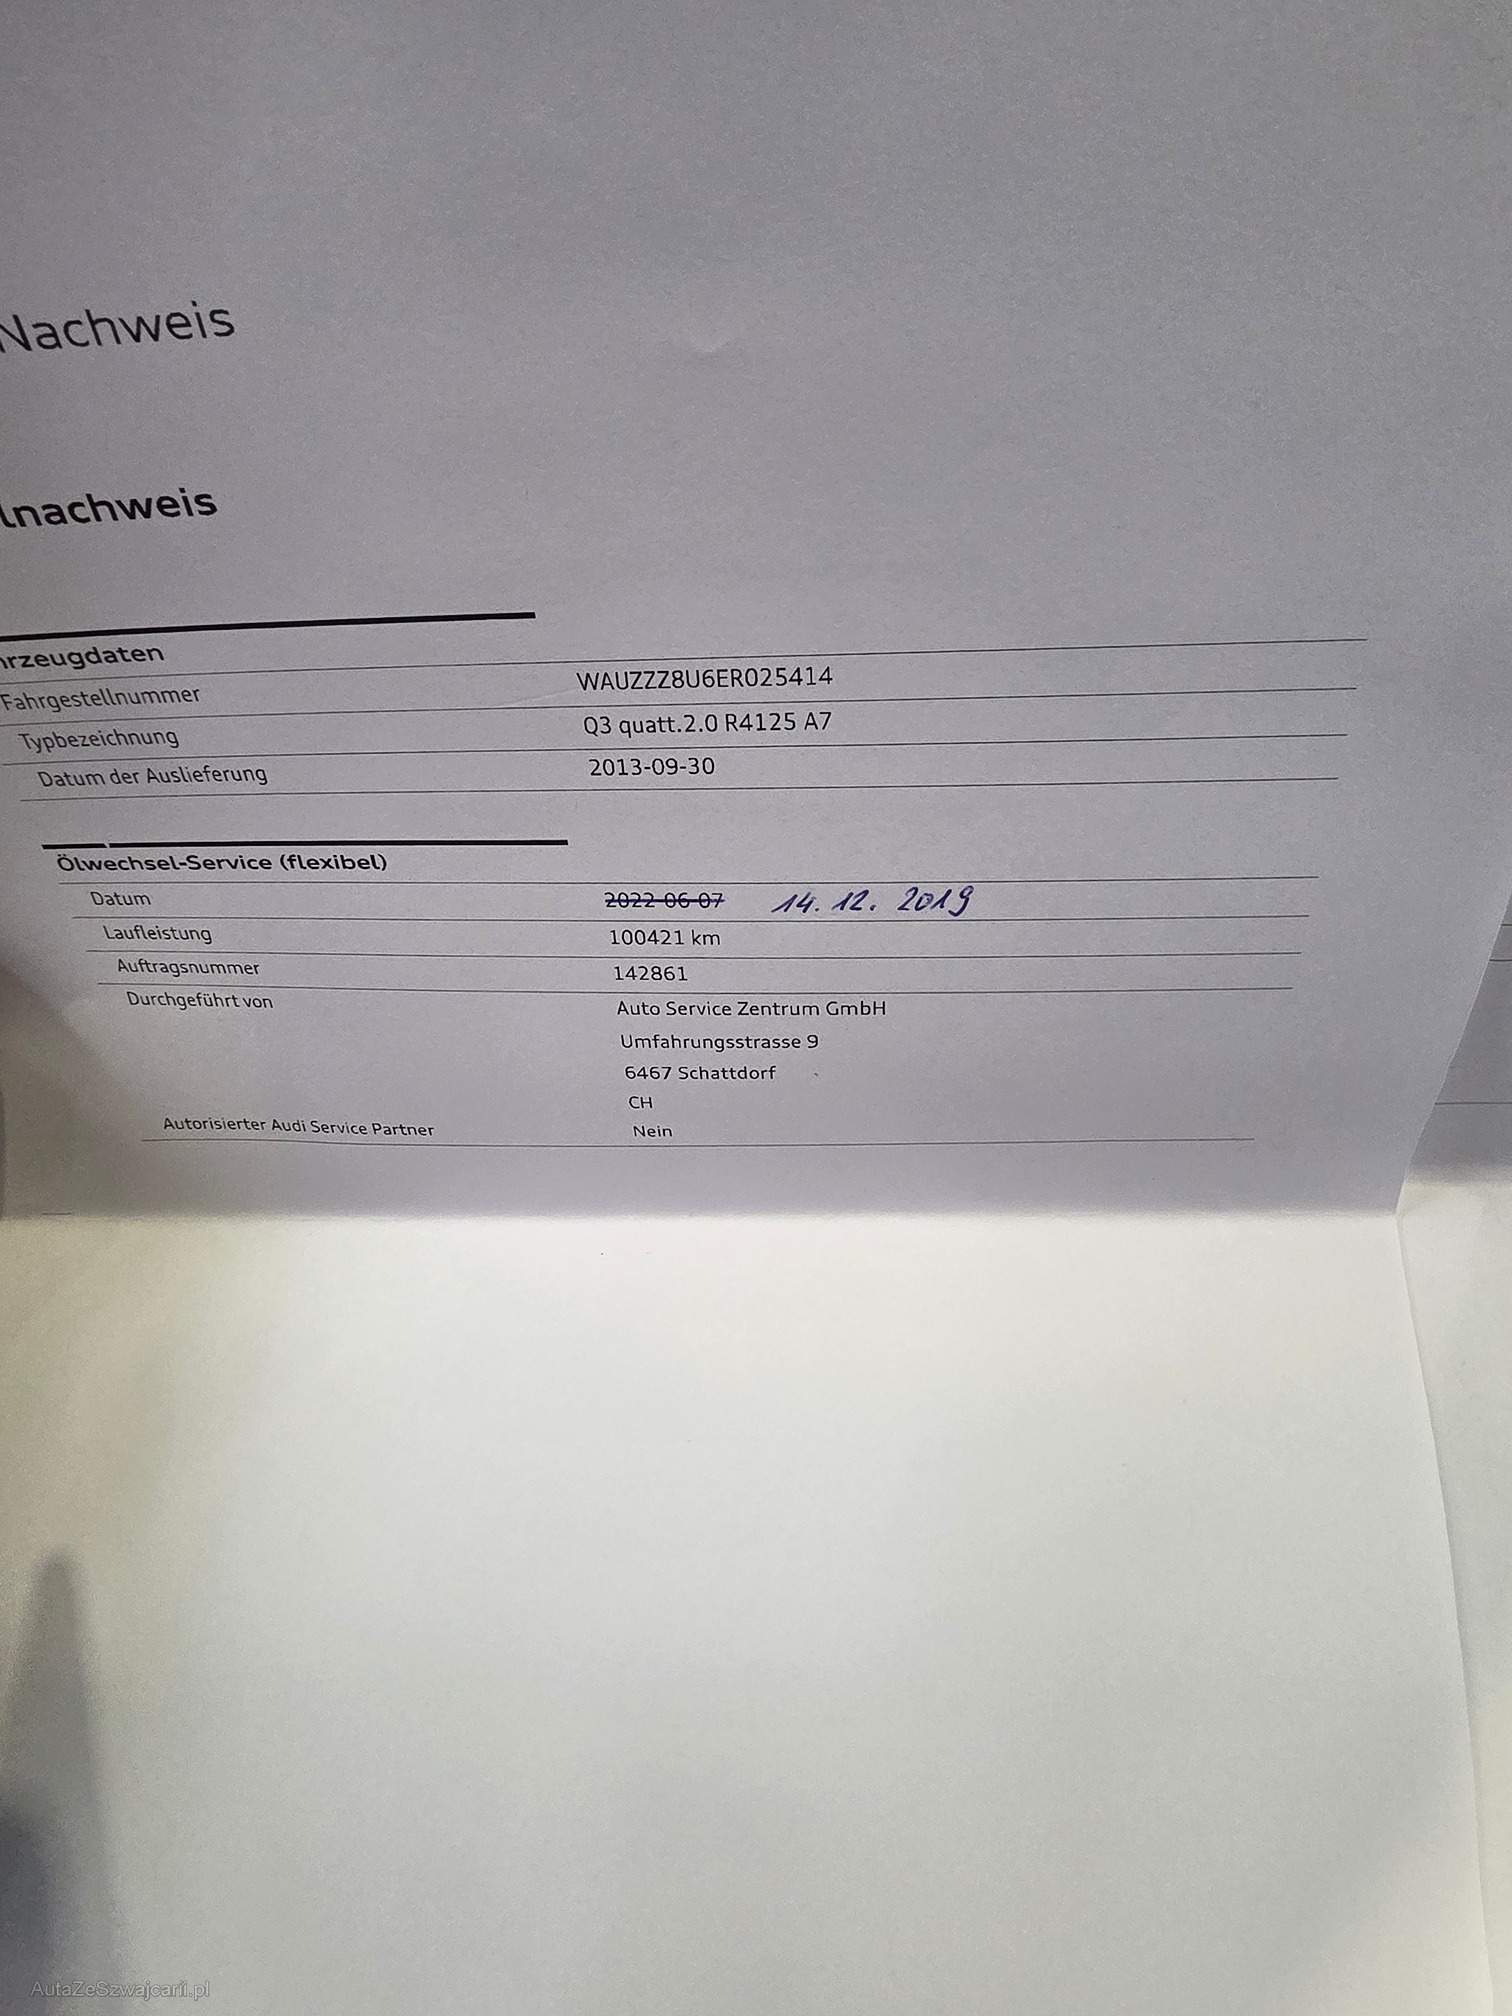 Nachweis
lnachweis
hrzeugdaten
Fahrgestellnummer WAUZZZ8U6ER025414
Typbezeichnung Q3 quatt.2.0 R4125 A7
Datum der Auslieferung 2013-09-30
Ölwechsel-Service (flexibel)
Datum 2022-06-07 14. 12. 2019
Laufleistung 100421 km
Auftragsnummer 142861
Durchgeführt von Auto Service Zentrum GmbH
Umfahrungsstrasse 9
6467 Schattdorf
CH
Autorisierter Audi Service Partner Nein
AutaZeSzwajcarii.pl